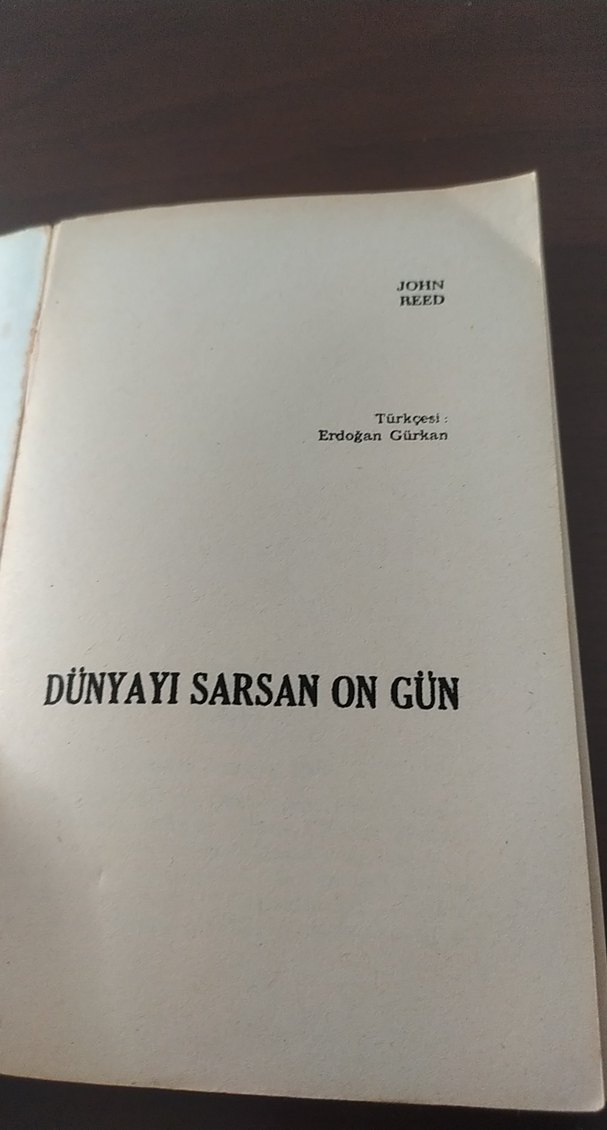 JOHN
REED
Türkçesi :
Erdoğan Gürkan
DÜNYAYI SARSAN ON GÜN